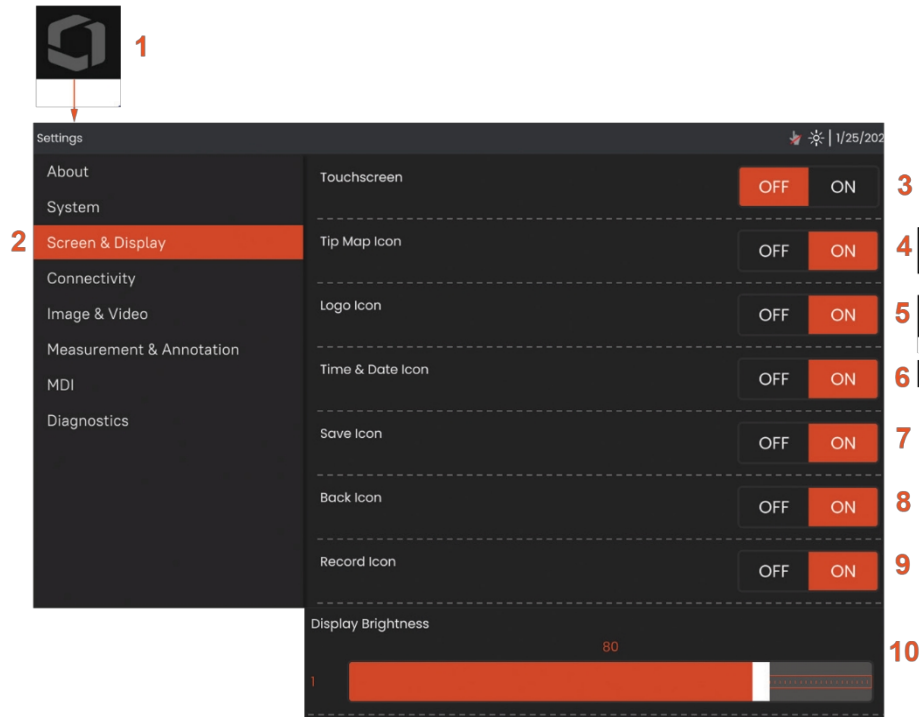 1
Settings
1/25/202
About
System
2 Screen & Display
Connectivity
Image & Video
Measurement & Annotation
MDI
Diagnostics
Touchscreen OFF ON 3
Tip Map Icon OFF ON 4
Logo Icon OFF ON 5
Time & Date Icon OFF ON 6
Save Icon OFF ON 7
Back Icon OFF ON 8
Record Icon OFF ON 9
Display Brightness
80
10
1